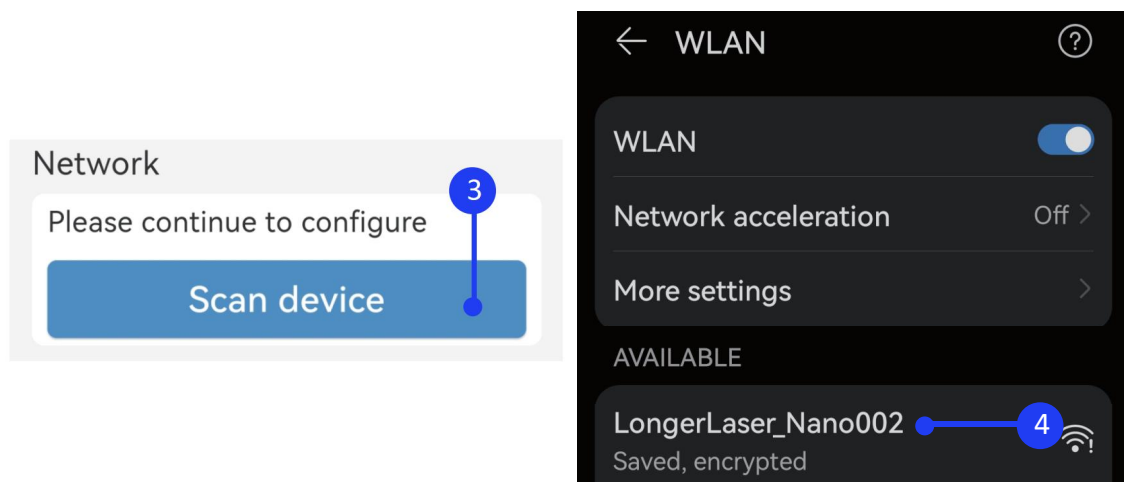 Network
3
Please continue to configure
Scan device
WLAN
WLAN
Network acceleration Off
More settings
AVAILABLE
LongerLaser_Nano002 4
Saved, encrypted